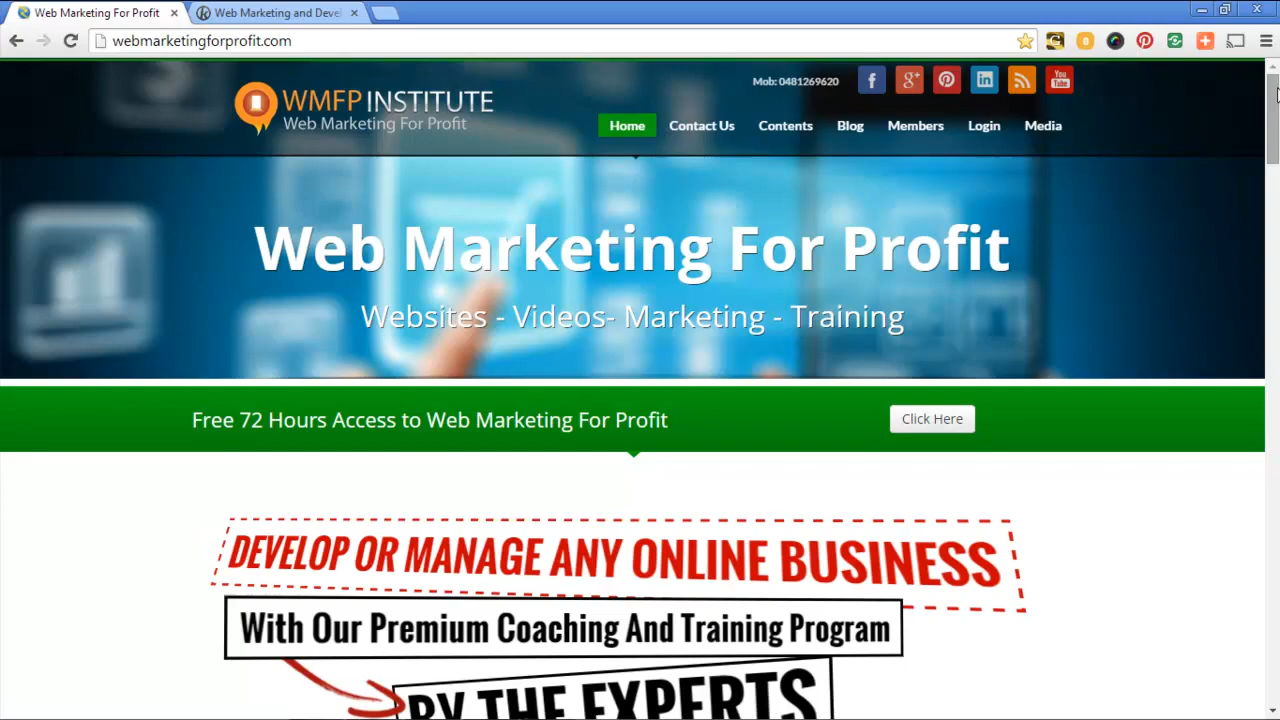 Web Marketing For Profit
Web Marketing and Deve
webmarketingforprofit.com
Mob: 0481269620
WMFP INSTITUTE
Web Marketing For Profit
Home
Contact Us
Contents
Blog
Members
Login
Media
Web Marketing For Profit
Websites - Videos- Marketing - Training
Free 72 Hours Access to Web Marketing For Profit
Click Here
DEVELOP OR MANAGE ANY ONLINE BUSINESS
With Our Premium Coaching And Training Program
BY THE EXPERTS